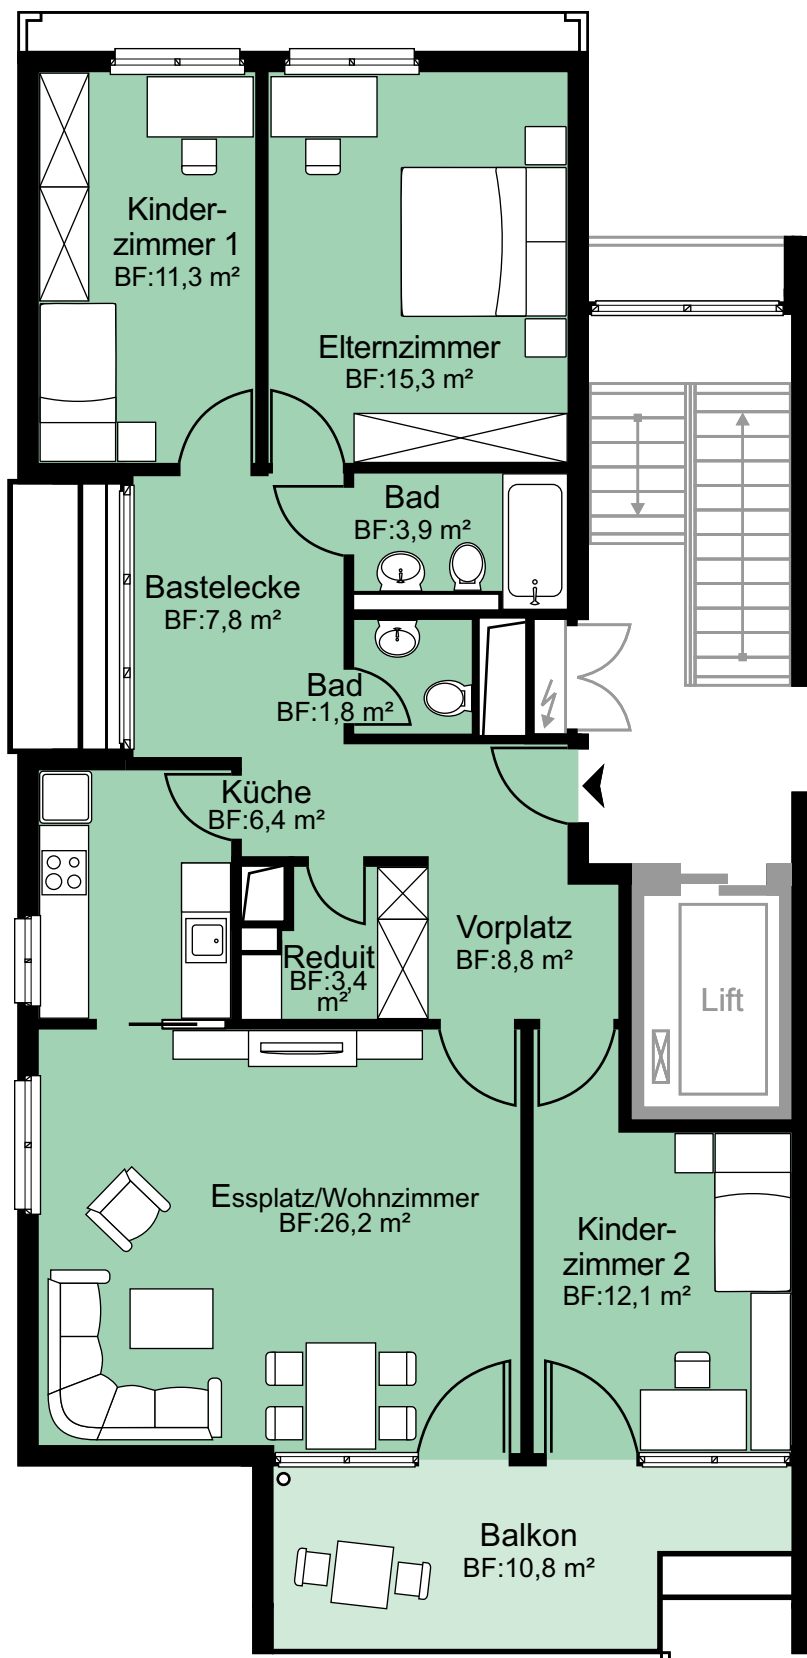 Kinder-
zimmer 1
BF:11,3 m²
Elternzimmer
BF:15,3 m²
Bad
BF:3,9 m²
Bastelecke
BF:7,8 m²
Bad
BF:1,8 m²
Küche
BF:6,4 m²
Vorplatz
BF:8,8 m²
Reduit
BF:3,4
m²
Lift
Essplatz/Wohnzimmer
BF:26,2 m²
Kinder-
zimmer 2
BF:12,1 m²
Balkon
BF:10,8 m²